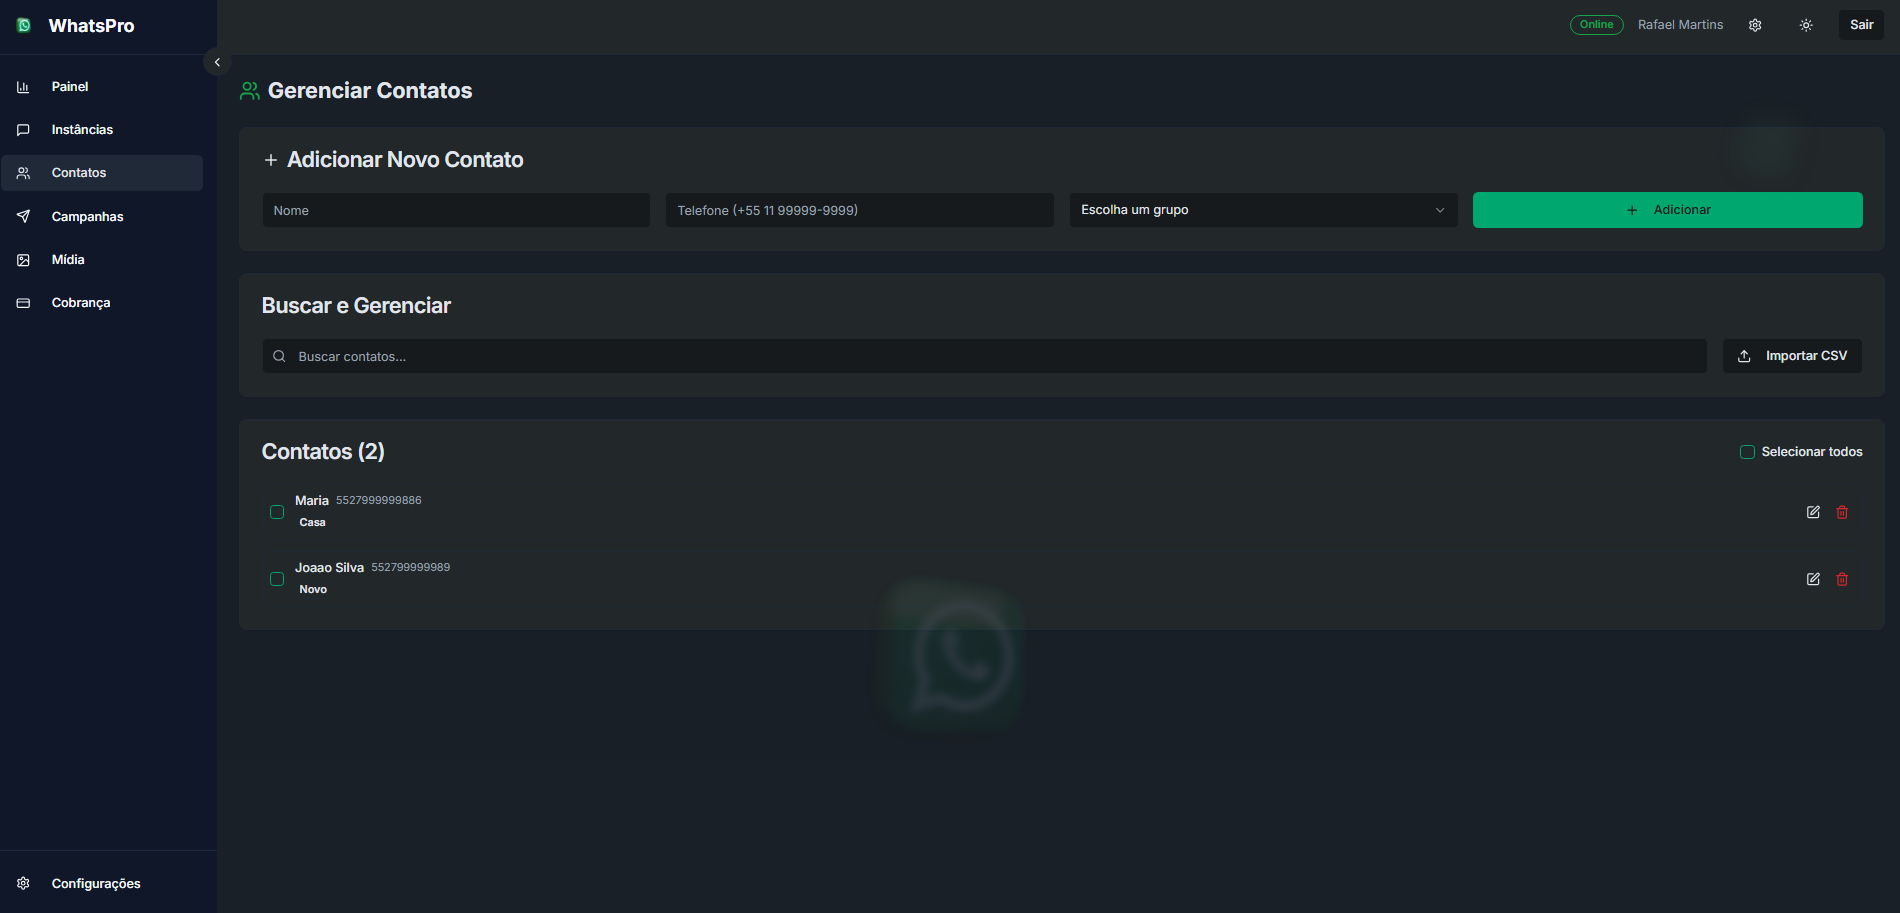 WhatsPro
Online
Rafael Martins
Sair
Painel
Instâncias
Contatos
Campanhas
Mídia
Cobrança
Configurações
Gerenciar Contatos
Adicionar Novo Contato
Nome
Telefone (+55 11 99999-9999)
Escolha um grupo
Adicionar
Buscar e Gerenciar
Buscar contatos...
Importar CSV
Contatos (2)
Selecionar todos
Maria 5527999999886
Casa
Joaao Silva 552799999989
Novo